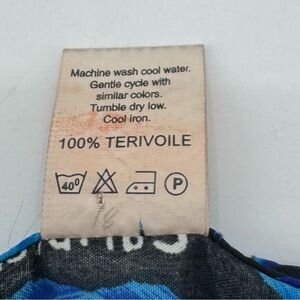 Machine wash cool water.
Gentle cycle with
similar colors.
Tumble dry low.
Cool iron.
100% TERIVOILE
40°
P